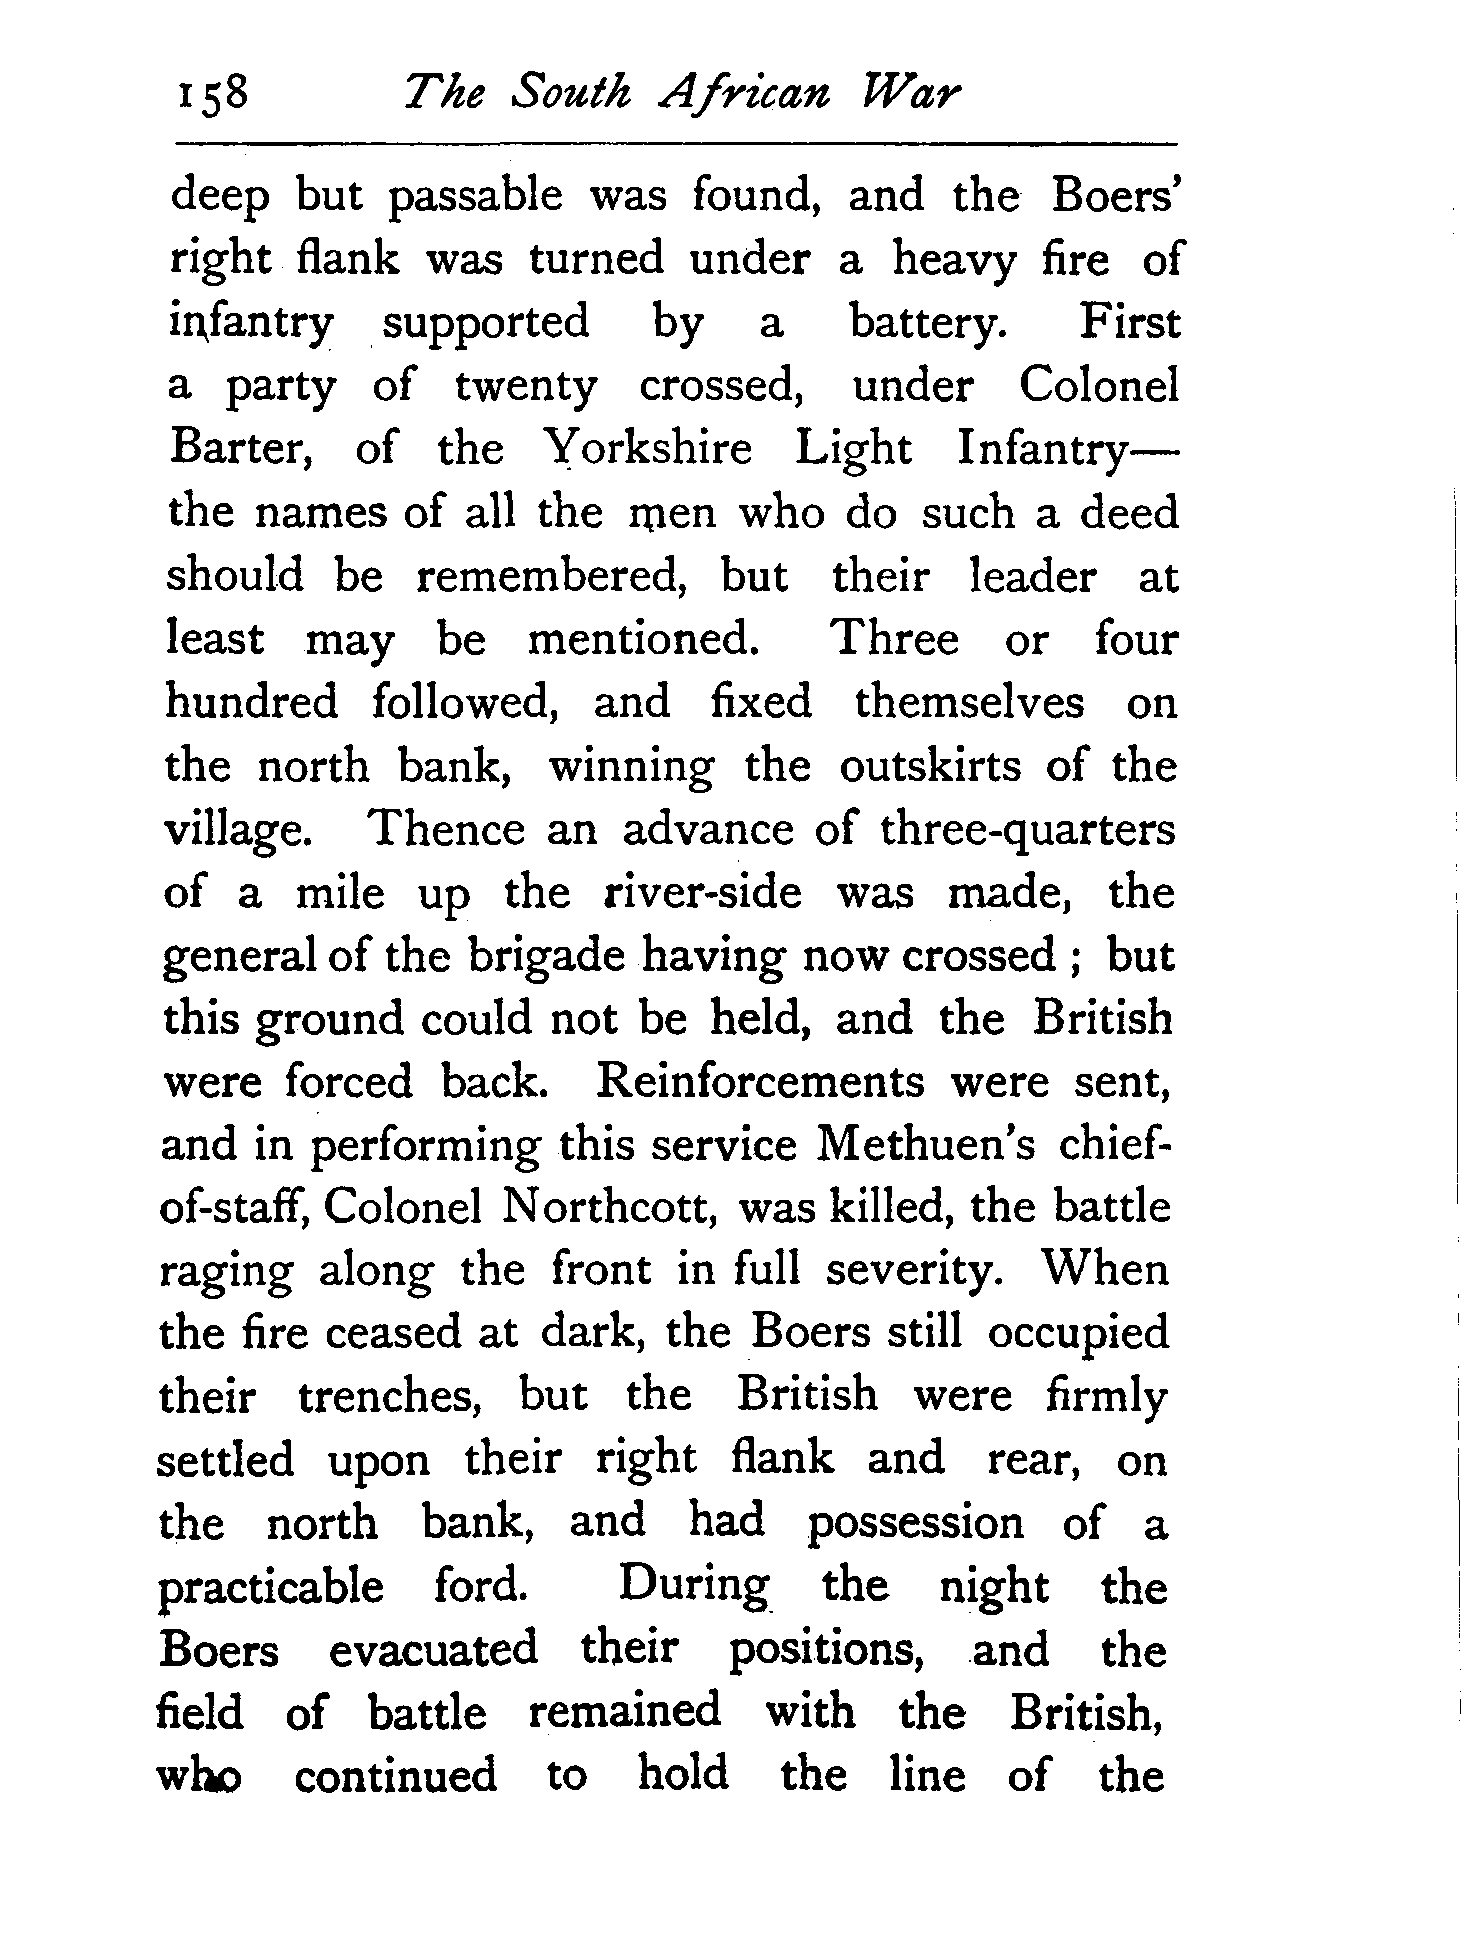 158 The South African War
deep but passable was found, and the Boers'
right flank was turned under a heavy fire of
infantry supported by a battery. First
a party of twenty crossed, under Colonel
Barter, of the Yorkshire Light Infantry—
the names of all the men who do such a deed
should be remembered, but their leader at
least may be mentioned. Three or four
hundred followed, and fixed themselves on
the north bank, winning the outskirts of the
village. Thence an advance of three-quarters
of a mile up the river-side was made, the
general of the brigade having now crossed ; but
this ground could not be held, and the British
were forced back. Reinforcements were sent,
and in performing this service Methuen's chief-
of-staff, Colonel Northcott, was killed, the battle
raging along the front in full severity. When
the fire ceased at dark, the Boers still occupied
their trenches, but the British were firmly
settled upon their right flank and rear, on
the north bank, and had possession of a
practicable ford. During the night the
Boers evacuated their positions, and the
field of battle remained with the British,
who continued to hold the line of the